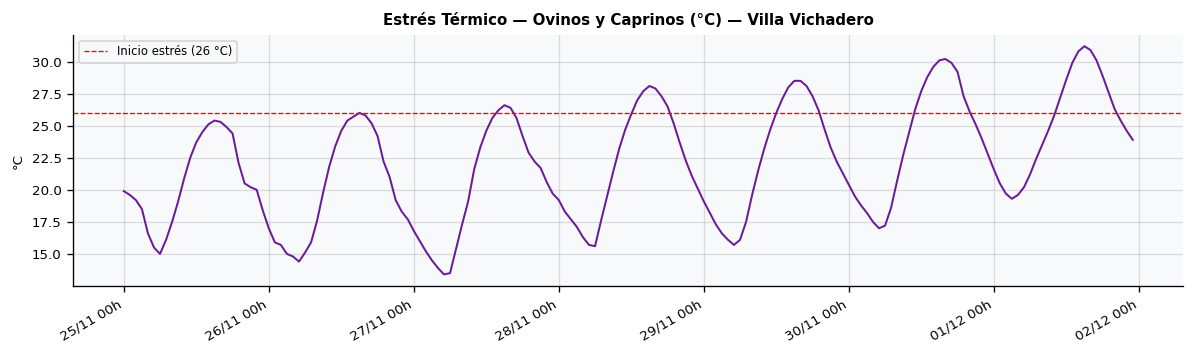 Estrés Térmico — Ovinos y Caprinos (°C) — Villa Vichadero
Inicio estrés (26 °C)
°C
30.0
27.5
25.0
22.5
20.0
17.5
15.0
25/11 00h
26/11 00h
27/11 00h
28/11 00h
29/11 00h
30/11 00h
01/12 00h
02/12 00h